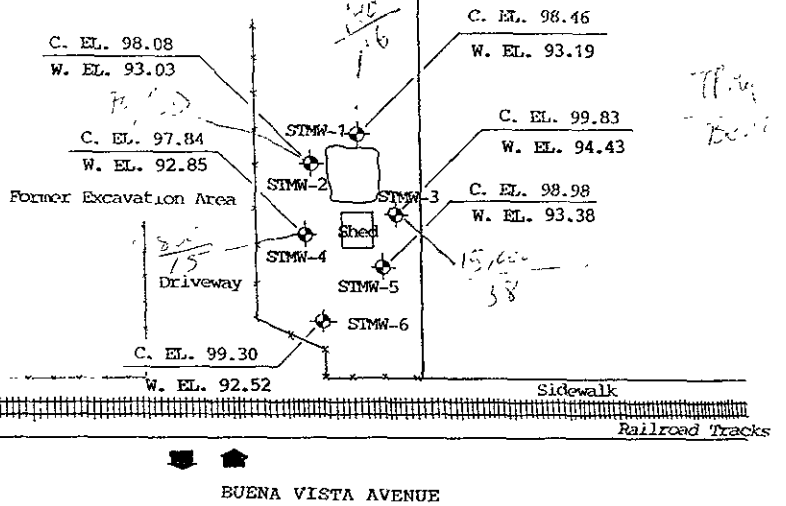 C. EL. 98.46
W. EL. 93.19
C. EL. 98.08
W. EL. 93.03
C. EL. 99.83
W. EL. 94.43
C. EL. 97.84
W. EL. 92.85
STMW-1
STMW-2
C. EL. 98.98
W. EL. 93.38
STMW-3
Former Excavation Area
Shed
STMW-4
15
38
Driveway
STMW-5
STMW-6
C. EL. 99.30
W. EL. 92.52
Sidewalk
Railroad Tracks
BUENA VISTA AVENUE